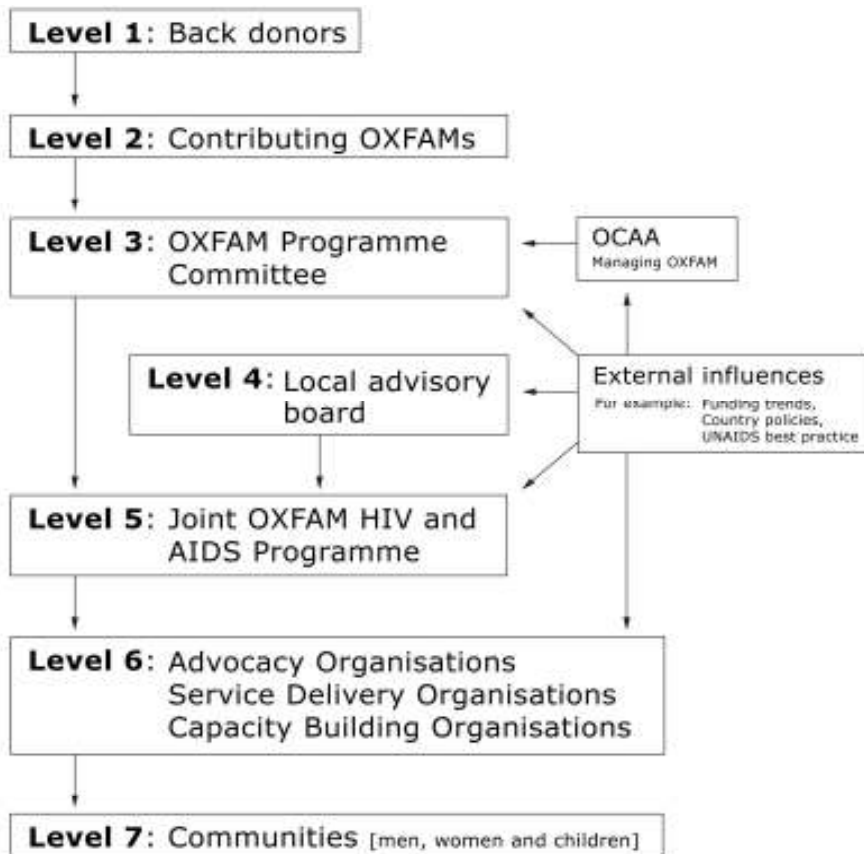 Level 1: Back donors
Level 2: Contributing OXFAMs
Level 3: OXFAM Programme
Committee
OCAA
Managing OXFAM
Level 4: Local advisory
board
External influences
For example: Funding trends,
Country policies,
UNAIDS best practice
Level 5: Joint OXFAM HIV and
AIDS Programme
Level 6: Advocacy Organisations
Service Delivery Organisations
Capacity Building Organisations
Level 7: Communities [men, women and children]